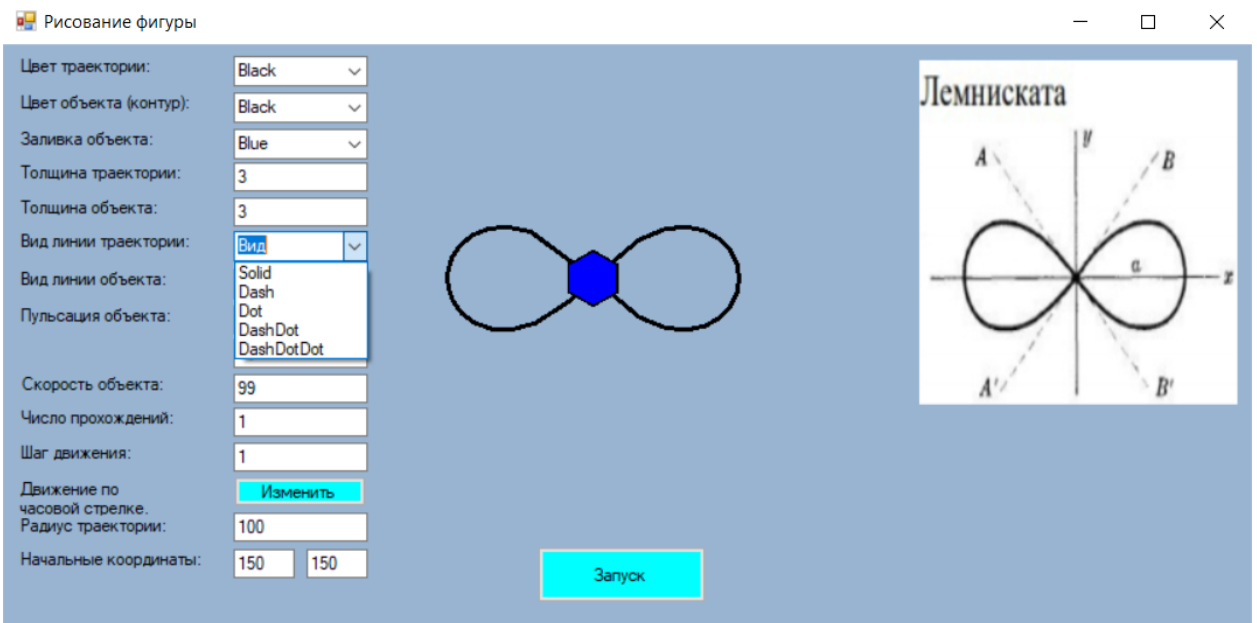 Рисование фигуры
Цвет траектории:
Black
Цвет объекта (контур):
Black
Заливка объекта:
Blue
Толщина траектории:
3
Толщина объекта:
3
Вид линии траектории:
Вид
Solid
Dash
Dot
DashDot
DashDotDot
Вид линии объекта:
Пульсация объекта:
Скорость объекта:
99
Число прохождений:
1
Шаг движения:
1
Движение по
часовой стрелке.
Изменить
Радиус траектории:
100
Начальные координаты:
150 150
Запуск
Лемниската
y
A
B
a
x
A'
B'